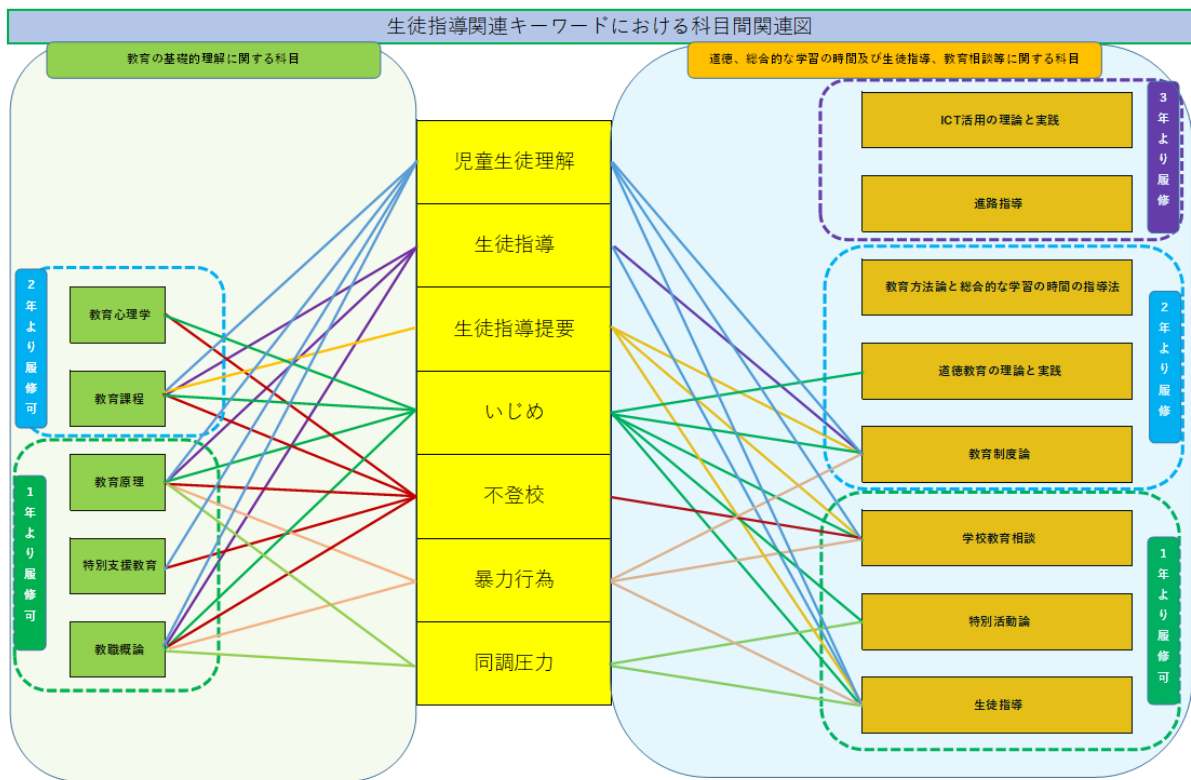 生徒指導関連キーワードにおける科目間関連図
教育の基礎的理解に関する科目
道徳、総合的な学習の時間及び生徒指導、教育相談等に関する科目
2年より履修可
教育心理学
教育課程
1年より履修可
教育原理
特別支援教育
教職概論
児童生徒理解
生徒指導
生徒指導提要
いじめ
不登校
暴力行為
同調圧力
ICT活用の理論と実践
進路指導
3年より履修
教育方法論と総合的な学習の時間の指導法
道徳教育の理論と実践
教育制度論
2年より履修
学校教育相談
特別活動論
生徒指導
1年より履修可